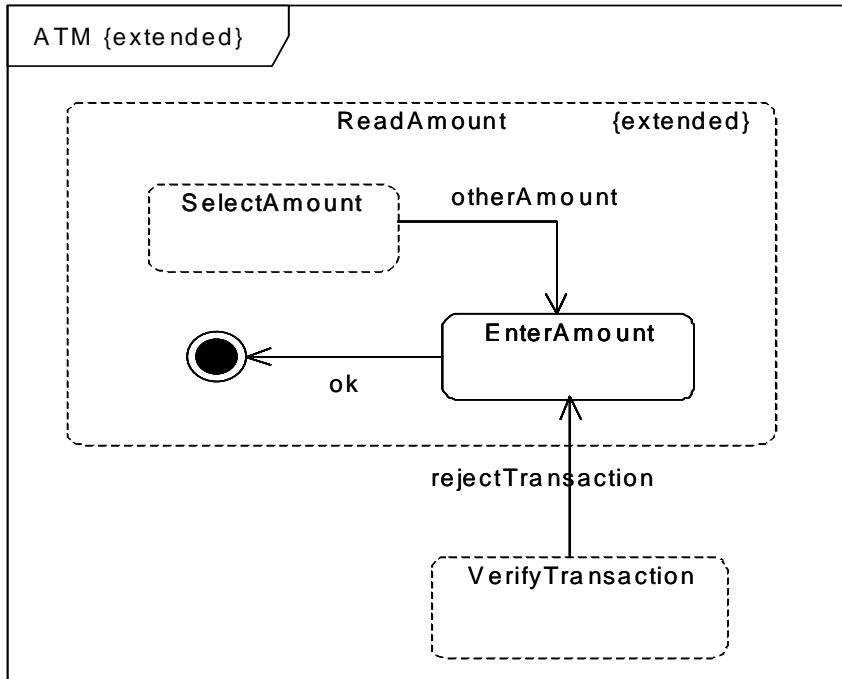 ATM {extended}
ReadAmount {extended}
SelectAmount
otherAmount
EnterAmount
ok
rejectTransaction
VerifyTransaction